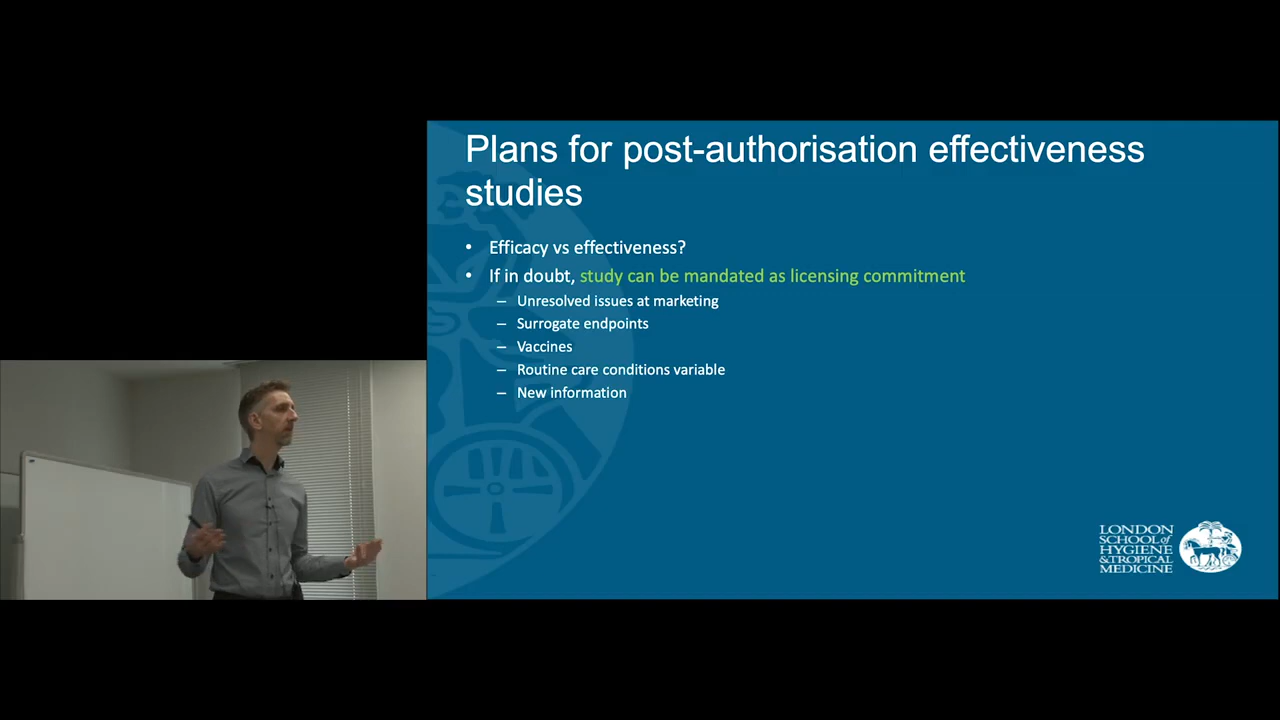 Plans for post-authorisation effectiveness
studies
• Efficacy vs effectiveness?
• If in doubt, study can be mandated as licensing commitment
– Unresolved issues at marketing
– Surrogate endpoints
– Vaccines
– Routine care conditions variable
– New information
LONDON
SCHOOL of
HYGIENE
& TROPICAL
MEDICINE